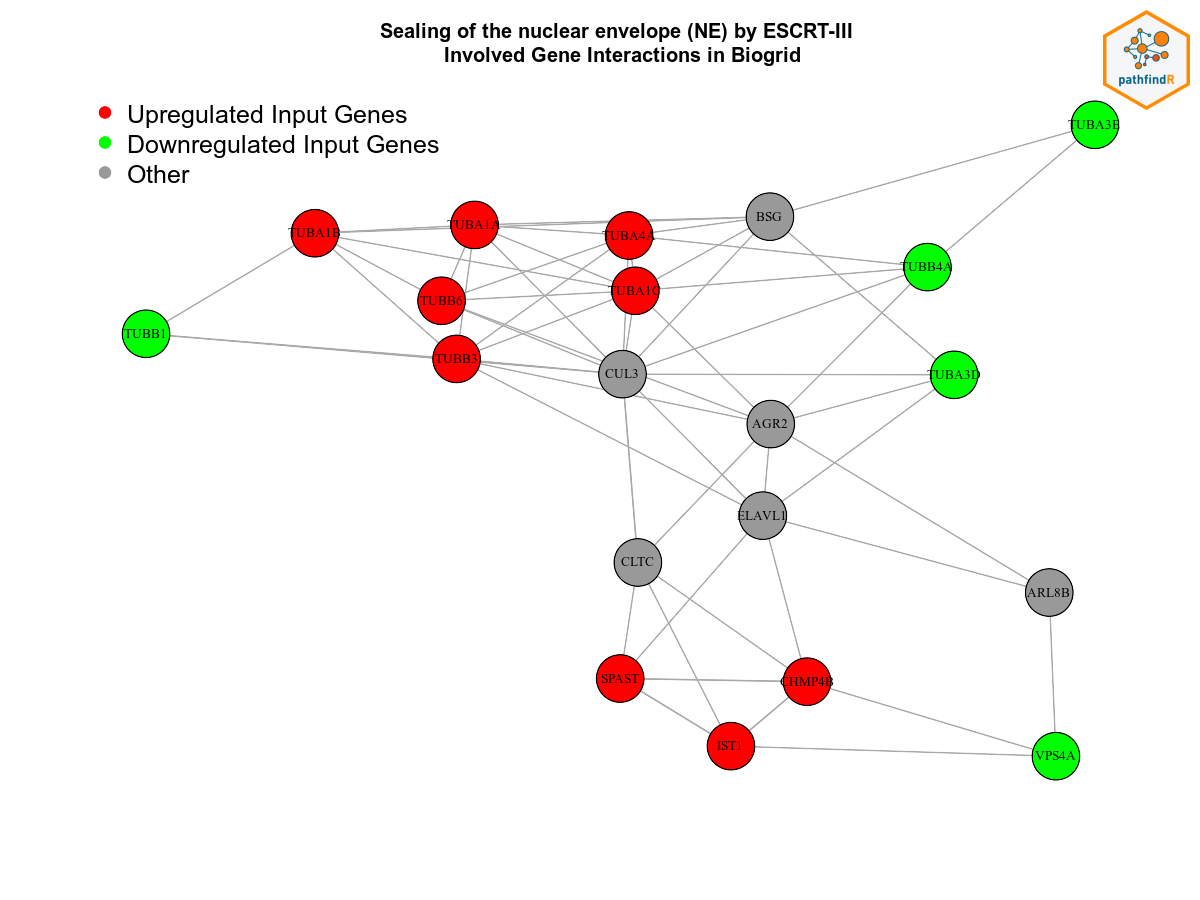 Sealing of the nuclear envelope (NE) by ESCRT-III
Involved Gene Interactions in Biogrid
pathfindR
Upregulated Input Genes
Downregulated Input Genes
Other
TUBA3E
BSG
TUBA1A
TUBA1B
TUBA4A
TUBB4A
TUBA1C
TUBB6
TUBB1
TUBB3
CUL3
TUBA3D
AGR2
ELAVL1
CLTC
ARL8B
SPAST
CHMP4B
IST1
VPS4A